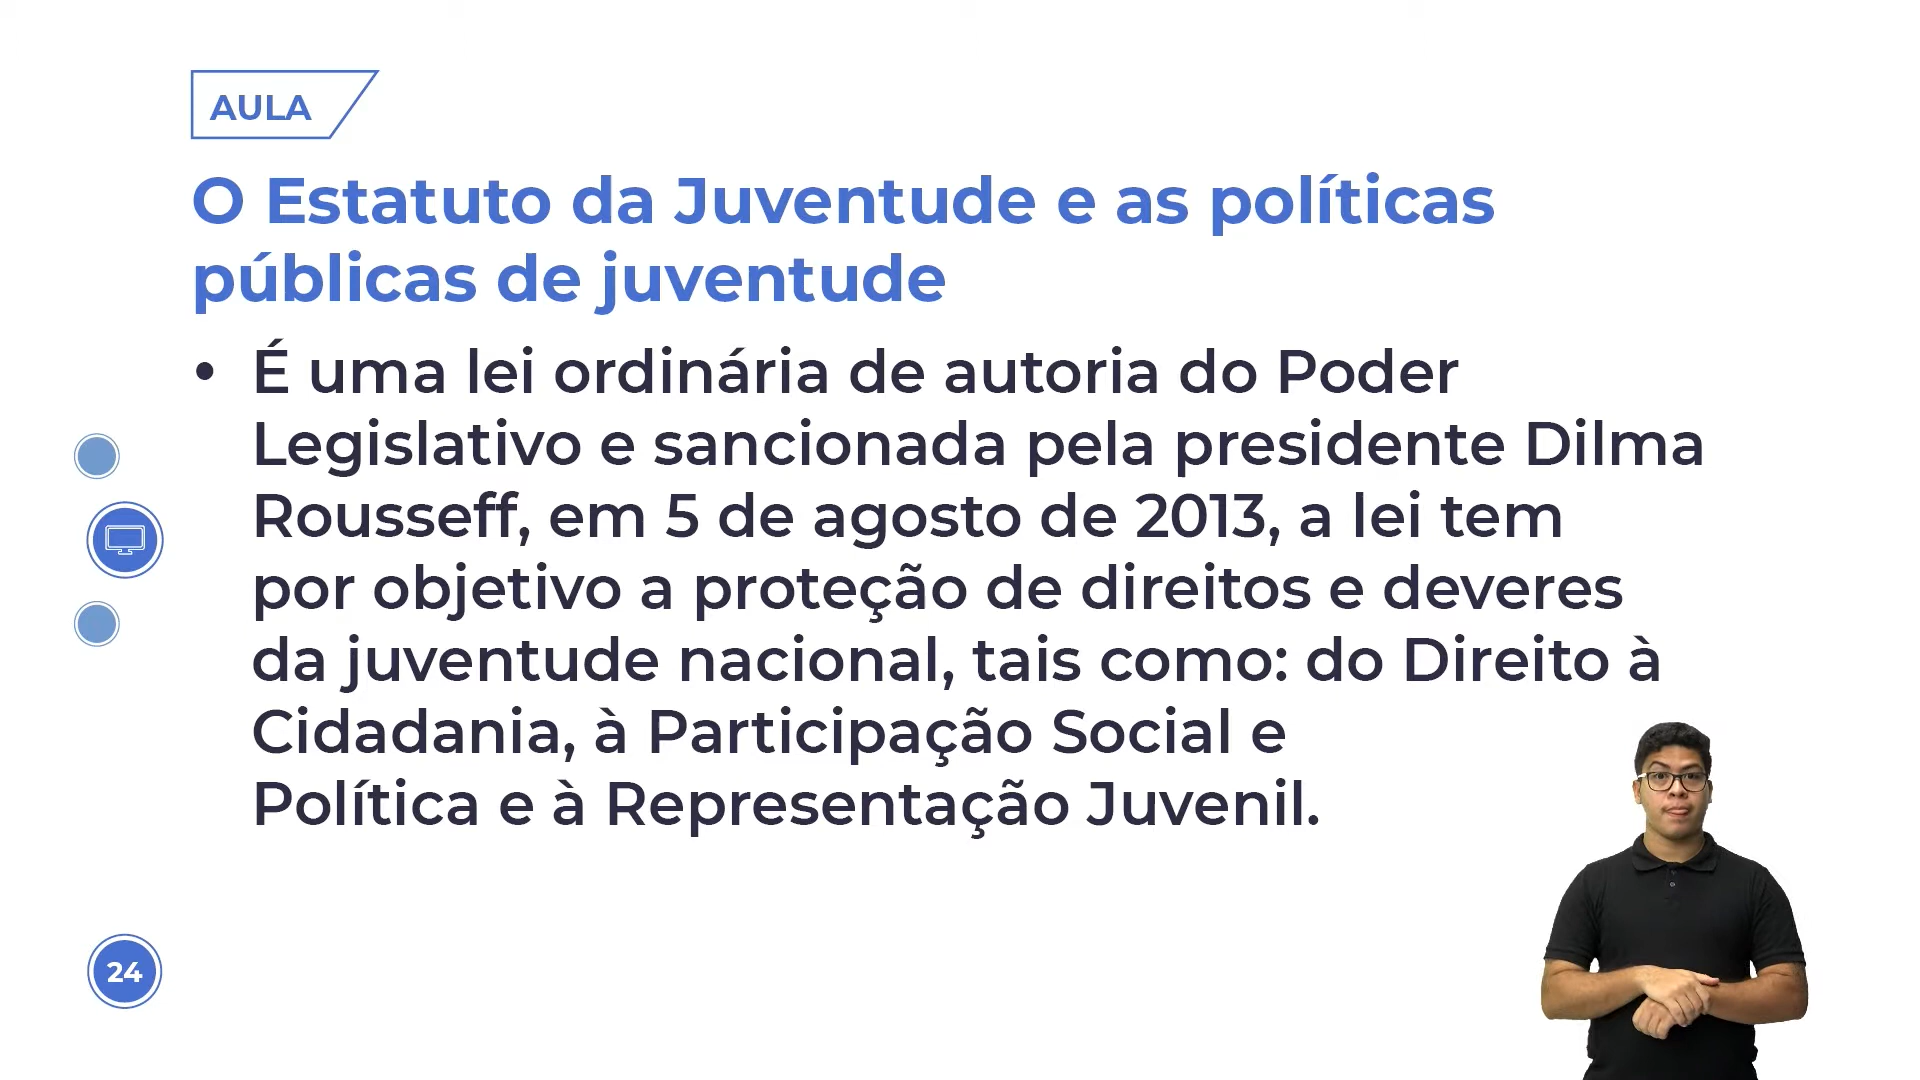 AULA
O Estatuto da Juventude e as políticas
públicas de juventude
• É uma lei ordinária de autoria do Poder
Legislativo e sancionada pela presidente Dilma
Rousseff, em 5 de agosto de 2013, a lei tem
por objetivo a proteção de direitos e deveres
da juventude nacional, tais como: do Direito à
Cidadania, à Participação Social e
Política e à Representação Juvenil.
24